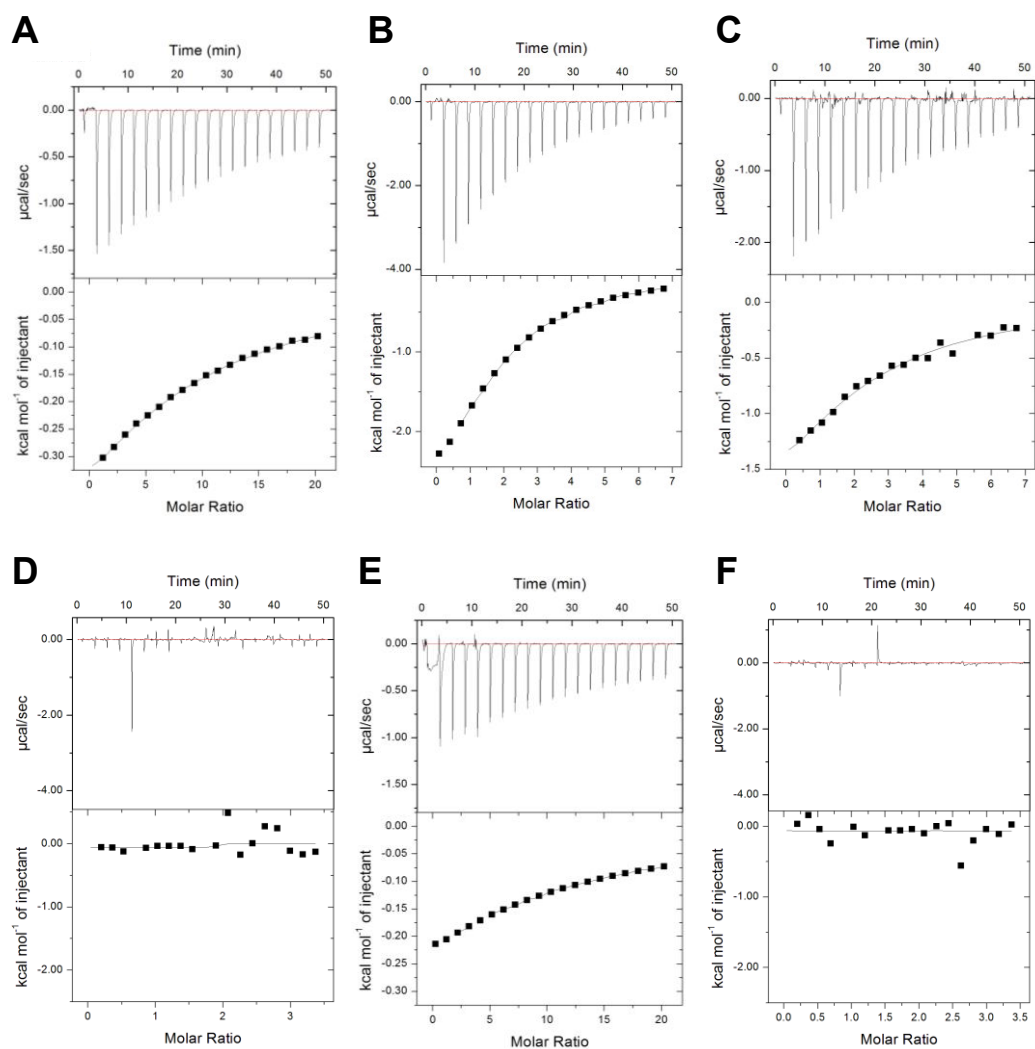 A
Time (min)
0 10 20 30 40 50
0.00
-0.50
-1.00
-1.50
µcal/sec
0.00
-0.05
-0.10
-0.15
-0.20
-0.25
-0.30
kcal mol⁻¹ of injectant
0 5 10 15 20
Molar Ratio
B
Time (min)
0 10 20 30 40 50
0.00
-2.00
-4.00
µcal/sec
-1.0
-2.0
kcal mol⁻¹ of injectant
0 1 2 3 4 5 6 7
Molar Ratio
C
Time (min)
0 10 20 30 40 50
0.00
-1.00
-2.00
µcal/sec
0.0
-0.5
-1.0
-1.5
kcal mol⁻¹ of injectant
0 1 2 3 4 5 6 7
Molar Ratio
D
Time (min)
0 10 20 30 40 50
0.00
-2.00
-4.00
µcal/sec
0.00
-1.00
-2.00
kcal mol⁻¹ of injectant
0 1 2 3
Molar Ratio
E
Time (min)
0 10 20 30 40 50
0.00
-0.50
-1.00
-1.50
µcal/sec
0.00
-0.05
-0.10
-0.15
-0.20
-0.25
-0.30
kcal mol⁻¹ of injectant
0 5 10 15 20
Molar Ratio
F
Time (min)
0 10 20 30 40 50
0.00
-2.00
-4.00
µcal/sec
0.00
-1.00
-2.00
kcal mol⁻¹ of injectant
0.0 0.5 1.0 1.5 2.0 2.5 3.0 3.5
Molar Ratio